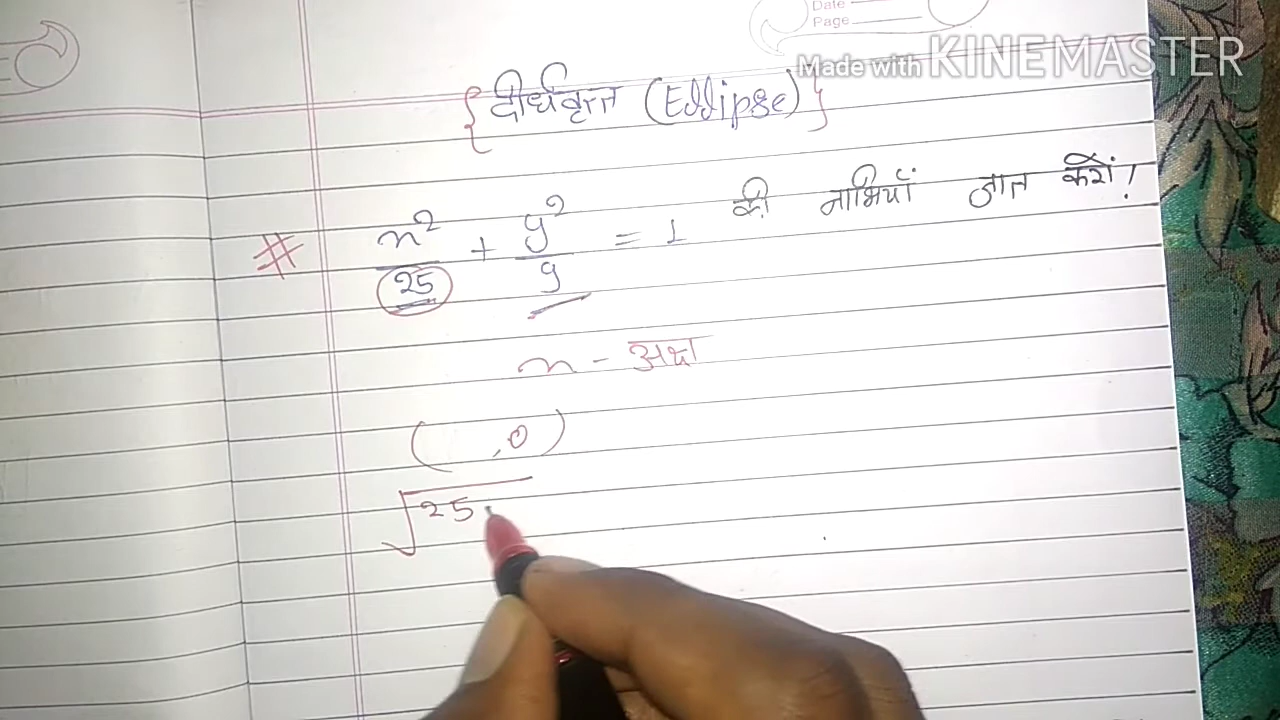 Date
Page
Made with KINEMASTER
{दीर्घवृत्त (Ellipse)}
# x²/25 + y²/9 = 1 की नाभियाँ ज्ञात करो!
x - अक्ष
( ,0)
√25